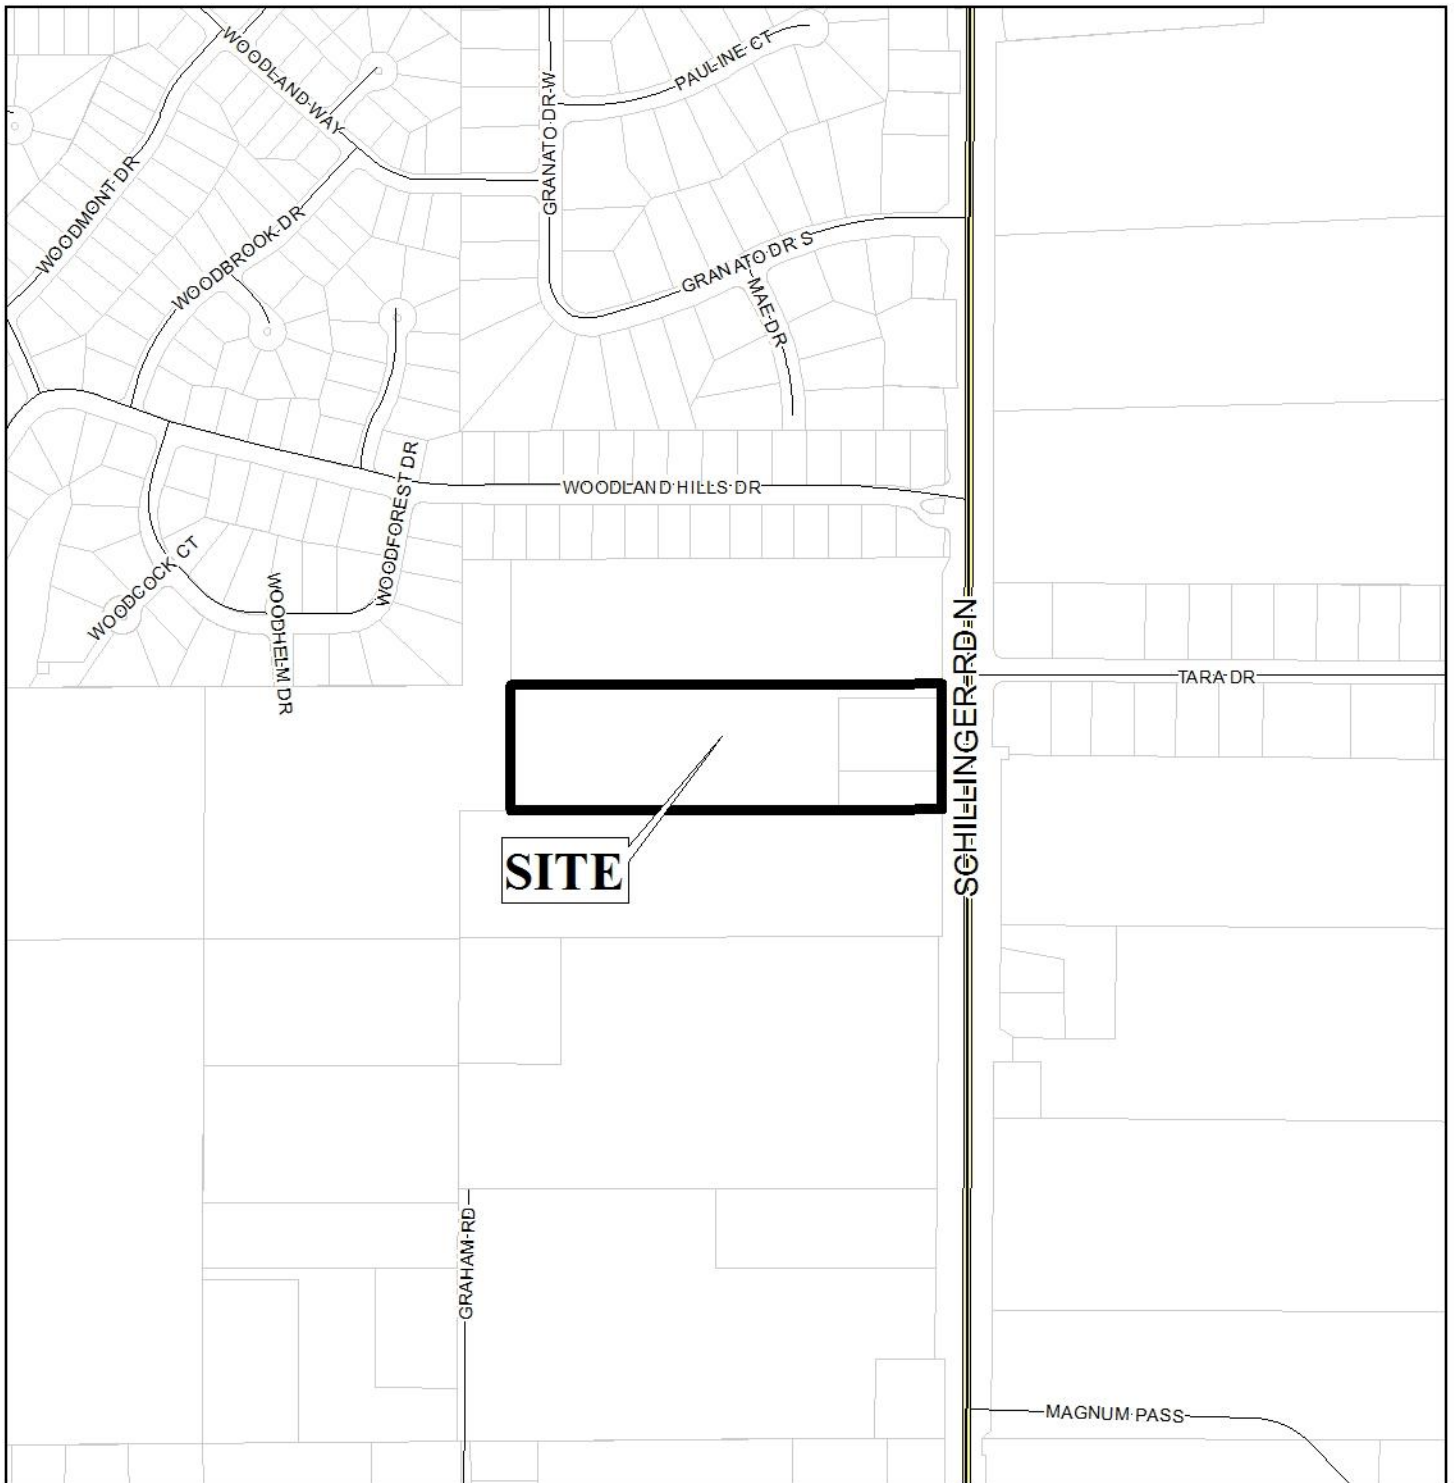 WOODLAND WAY
PAULINE CT
GRANATO DR W
WOODMONT DR
WOODBROOK DR
GRANATO DR S
MAE DR
WOODLAND HILLS DR
WOODFOREST DR
WOODCOCK CT
WOODHELM DR
SCHILLINGER RD N
TARA DR
SITE
GRAHAM RD
MAGNUM PASS